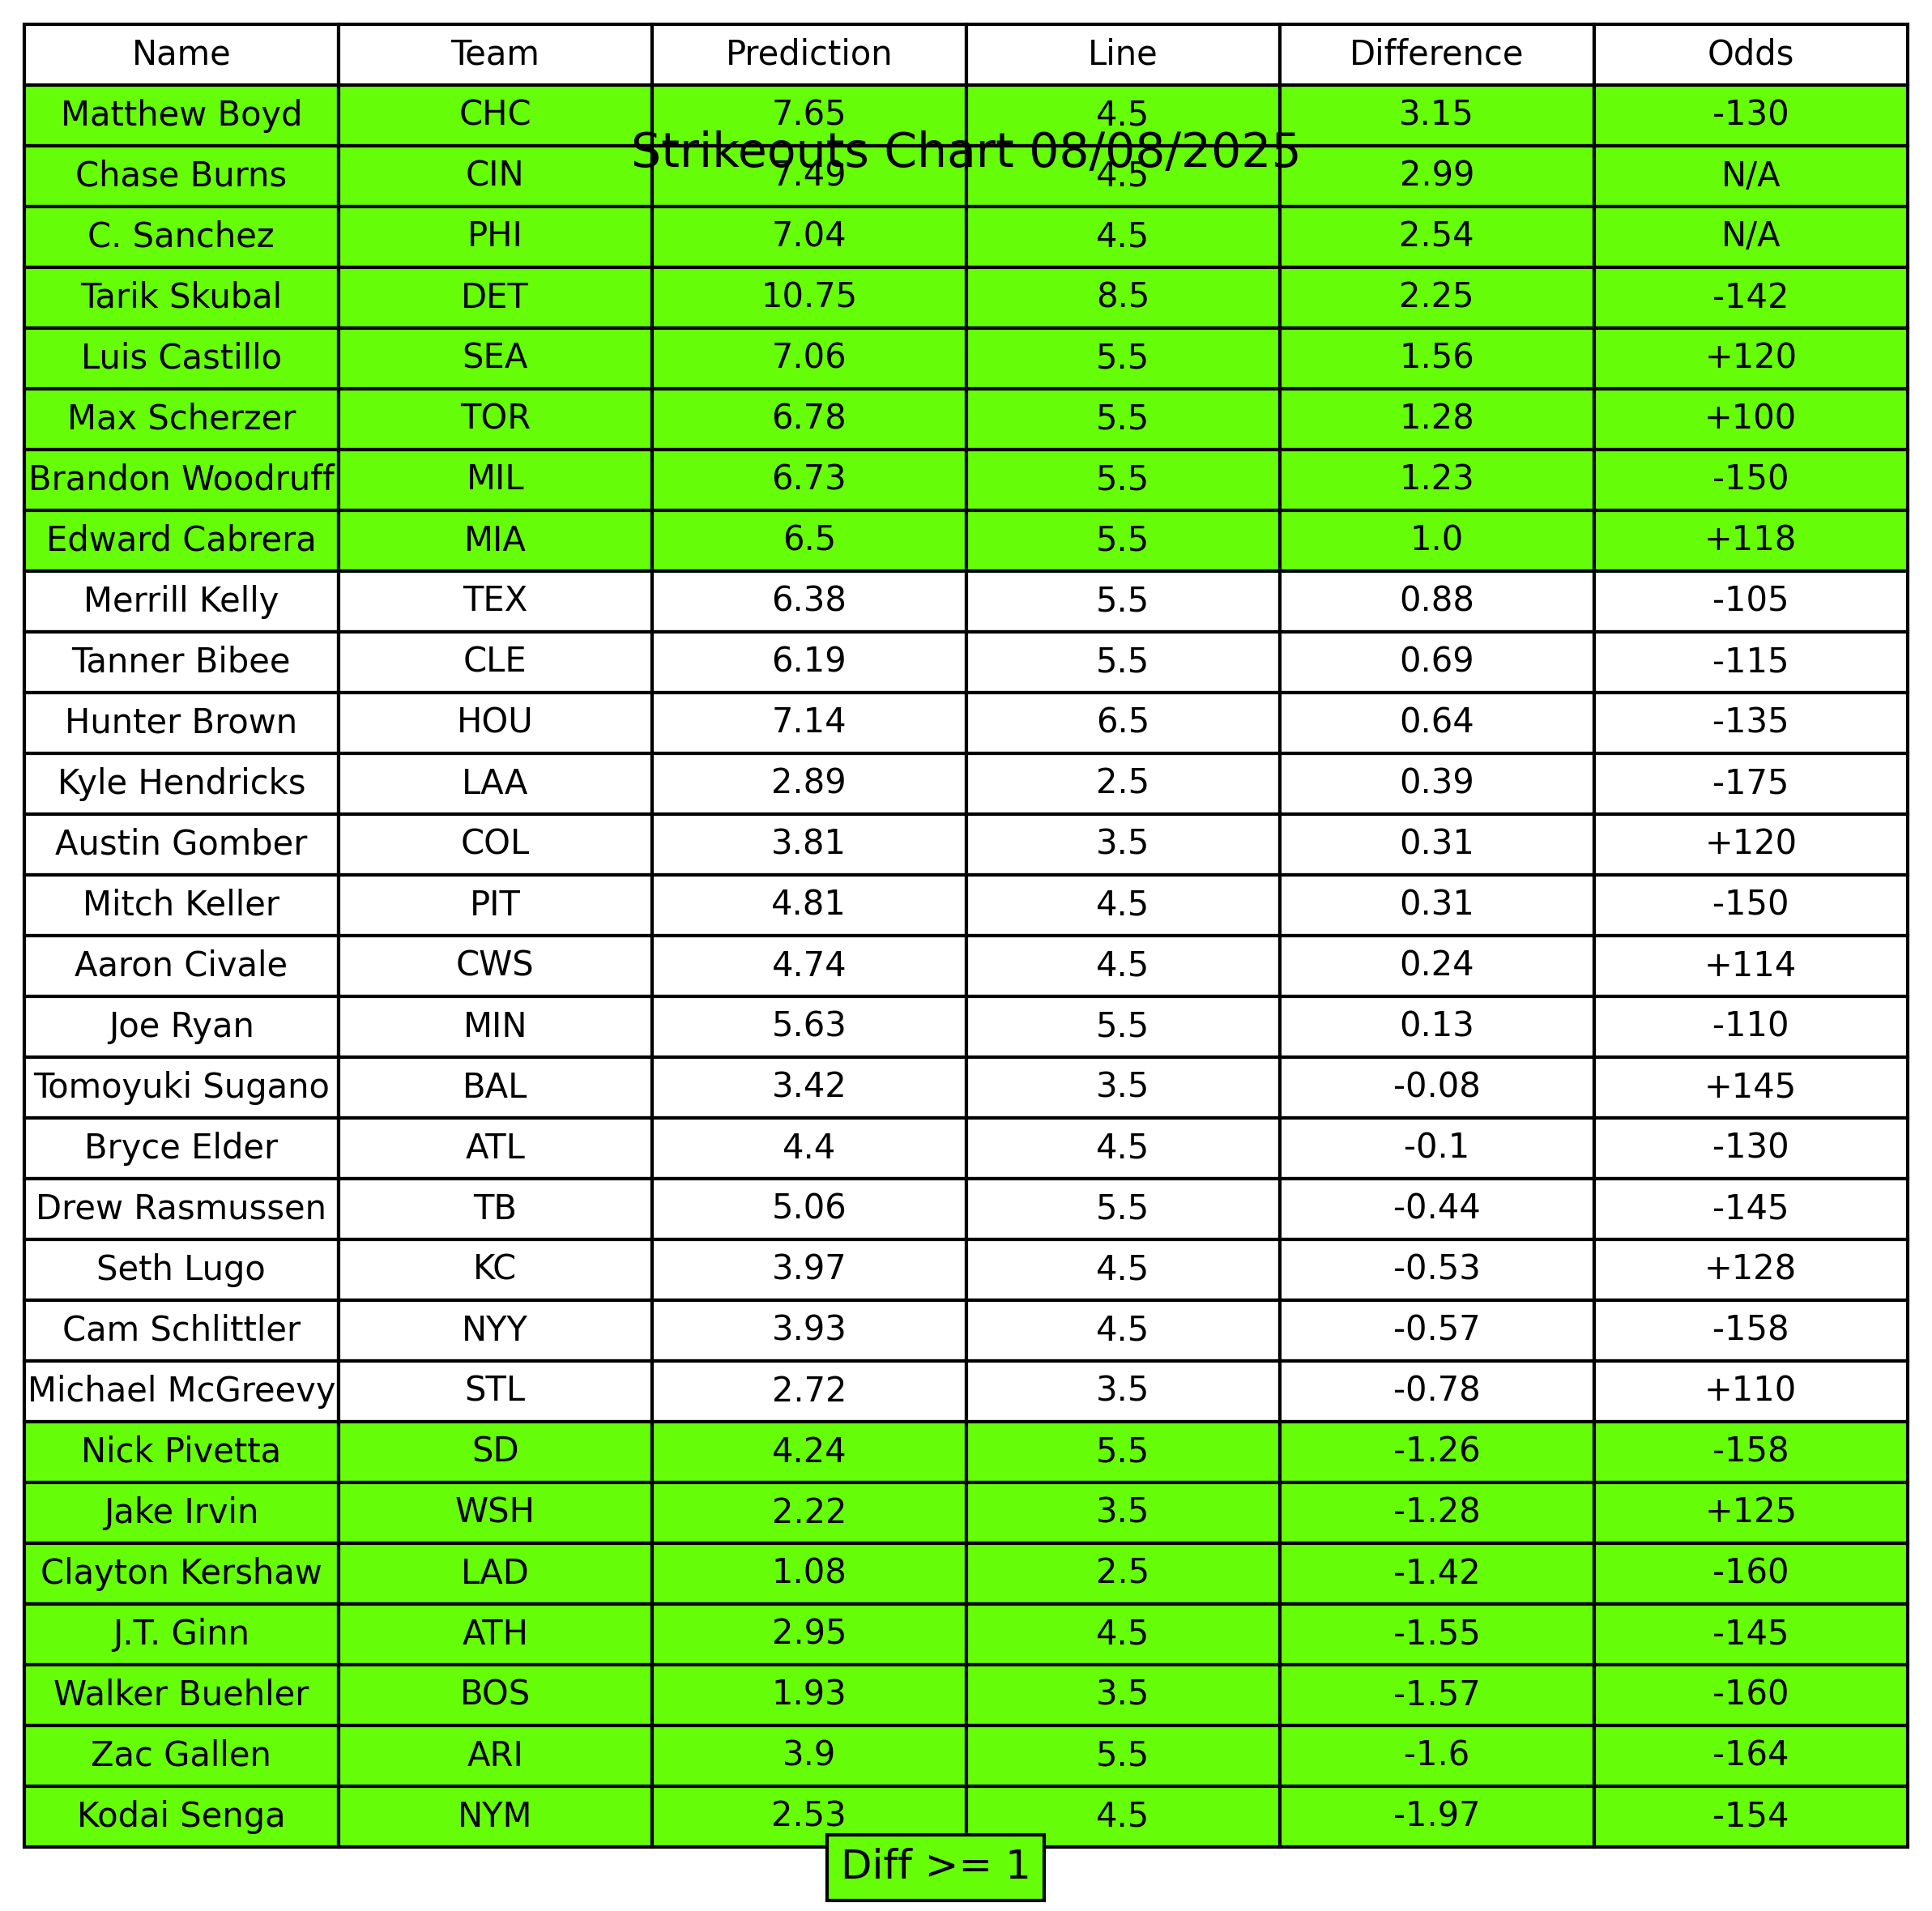 Name Team Prediction Line Difference Odds
Matthew Boyd CHC 7.65 4.5 3.15 -130
Strikeouts Chart 08/08/2025
Chase Burns CIN 7.49 4.5 2.99 N/A
C. Sanchez PHI 7.04 4.5 2.54 N/A
Tarik Skubal DET 10.75 8.5 2.25 -142
Luis Castillo SEA 7.06 5.5 1.56 +120
Max Scherzer TOR 6.78 5.5 1.28 +100
Brandon Woodruff MIL 6.73 5.5 1.23 -150
Edward Cabrera MIA 6.5 5.5 1.0 +118
Merrill Kelly TEX 6.38 5.5 0.88 -105
Tanner Bibee CLE 6.19 5.5 0.69 -115
Hunter Brown HOU 7.14 6.5 0.64 -135
Kyle Hendricks LAA 2.89 2.5 0.39 -175
Austin Gomber COL 3.81 3.5 0.31 +120
Mitch Keller PIT 4.81 4.5 0.31 -150
Aaron Civale CWS 4.74 4.5 0.24 +114
Joe Ryan MIN 5.63 5.5 0.13 -110
Tomoyuki Sugano BAL 3.42 3.5 -0.08 +145
Bryce Elder ATL 4.4 4.5 -0.1 -130
Drew Rasmussen TB 5.06 5.5 -0.44 -145
Seth Lugo KC 3.97 4.5 -0.53 +128
Cam Schlittler NYY 3.93 4.5 -0.57 -158
Michael McGreevy STL 2.72 3.5 -0.78 +110
Nick Pivetta SD 4.24 5.5 -1.26 -158
Jake Irvin WSH 2.22 3.5 -1.28 +125
Clayton Kershaw LAD 1.08 2.5 -1.42 -160
J.T. Ginn ATH 2.95 4.5 -1.55 -145
Walker Buehler BOS 1.93 3.5 -1.57 -160
Zac Gallen ARI 3.9 5.5 -1.6 -164
Kodai Senga NYM 2.53 4.5 -1.97 -154
Diff >= 1